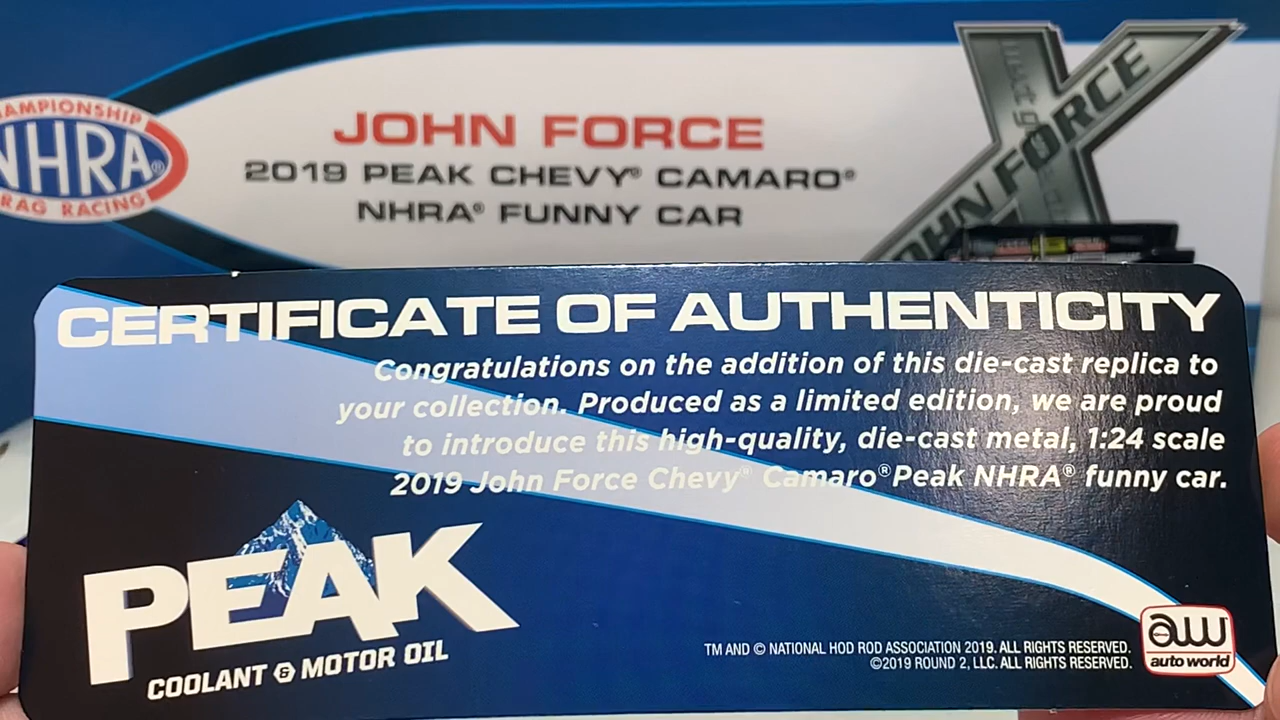 CHAMPIONSHIP
NHRA®
DRAG RACING
JOHN FORCE
2019 PEAK CHEVY® CAMARO®
NHRA® FUNNY CAR
JOHN FORCE
CERTIFICATE OF AUTHENTICITY
Congratulations on the addition of this die-cast replica to
your collection. Produced as a limited edition, we are proud
to introduce this high-quality, die-cast metal, 1:24 scale
2019 John Force Chevy® Camaro® Peak NHRA® funny car.
PEAK
COOLANT & MOTOR OIL
TM AND © NATIONAL HOD ROD ASSOCIATION 2019. ALL RIGHTS RESERVED.
©2019 ROUND 2, LLC. ALL RIGHTS RESERVED.
aw
auto world